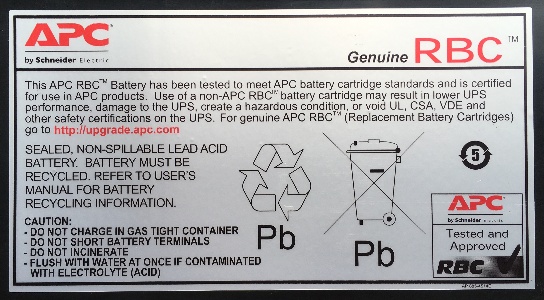 APC
by Schneider Electric
Genuine RBC™
This APC RBC™ Battery has been tested to meet APC battery cartridge standards and is certified
for use in APC products. Use of a non-APC RBC™ battery cartridge may result in lower UPS
performance, damage to the UPS, create a hazardous condition, or void UL, CSA, VDE and
other safety certifications on the UPS. For genuine APC RBC™ (Replacement Battery Cartridges)
go to http://upgrade.apc.com
SEALED, NON-SPILLABLE LEAD ACID
BATTERY. BATTERY MUST BE
RECYCLED. REFER TO USER'S
MANUAL FOR BATTERY
RECYCLING INFORMATION.
CAUTION:
- DO NOT CHARGE IN GAS TIGHT CONTAINER
- DO NOT SHORT BATTERY TERMINALS
- DO NOT INCINERATE
- FLUSH WITH WATER AT ONCE IF CONTAMINATED
WITH ELECTROLYTE (ACID)
Pb
Pb
5
APC
by Schneider Electric
Tested and
Approved
RBC